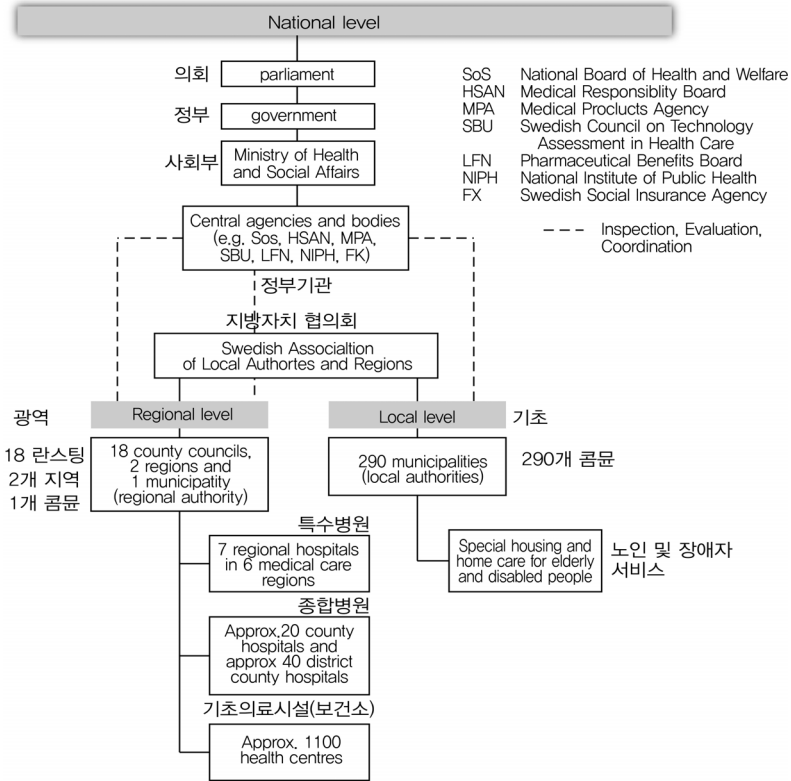 National level
의회
parliament
정부
government
사회부
Ministry of Health
and Social Affairs
SoS National Board of Health and Welfare
HSAN Medical Responsiblity Board
MPA Medical Proclucts Agency
SBU Swedish Council on Technology
Assessment in Health Care
LFN Pharmaceutical Benefits Board
NIPH National Institute of Public Health
FX Swedish Social Insurance Agency
Inspection, Evaluation,
Coordination
Central agencies and bodies
(e.g. Sos, HSAN, MPA,
SBU, LFN, NIPH, FK)
정부기관
지방자치 협의회
Swedish Associaltion
of Local Authortes and Regions
광역
Regional level
Local level
기초
18 란스팅
2개 지역
1개 콤뮨
18 county councils,
2 regions and
1 municipatity
(regional authority)
290 municipalities
(local authorities)
290개 콤뮨
특수병원
7 regional hospitals
in 6 medical care
regions
Special housing and
home care for elderly
and disabled people
노인 및 장애자
서비스
종합병원
Approx.20 county
hospitals and
approx 40 district
county hospitals
기초의료시설(보건소)
Approx. 1100
health centres